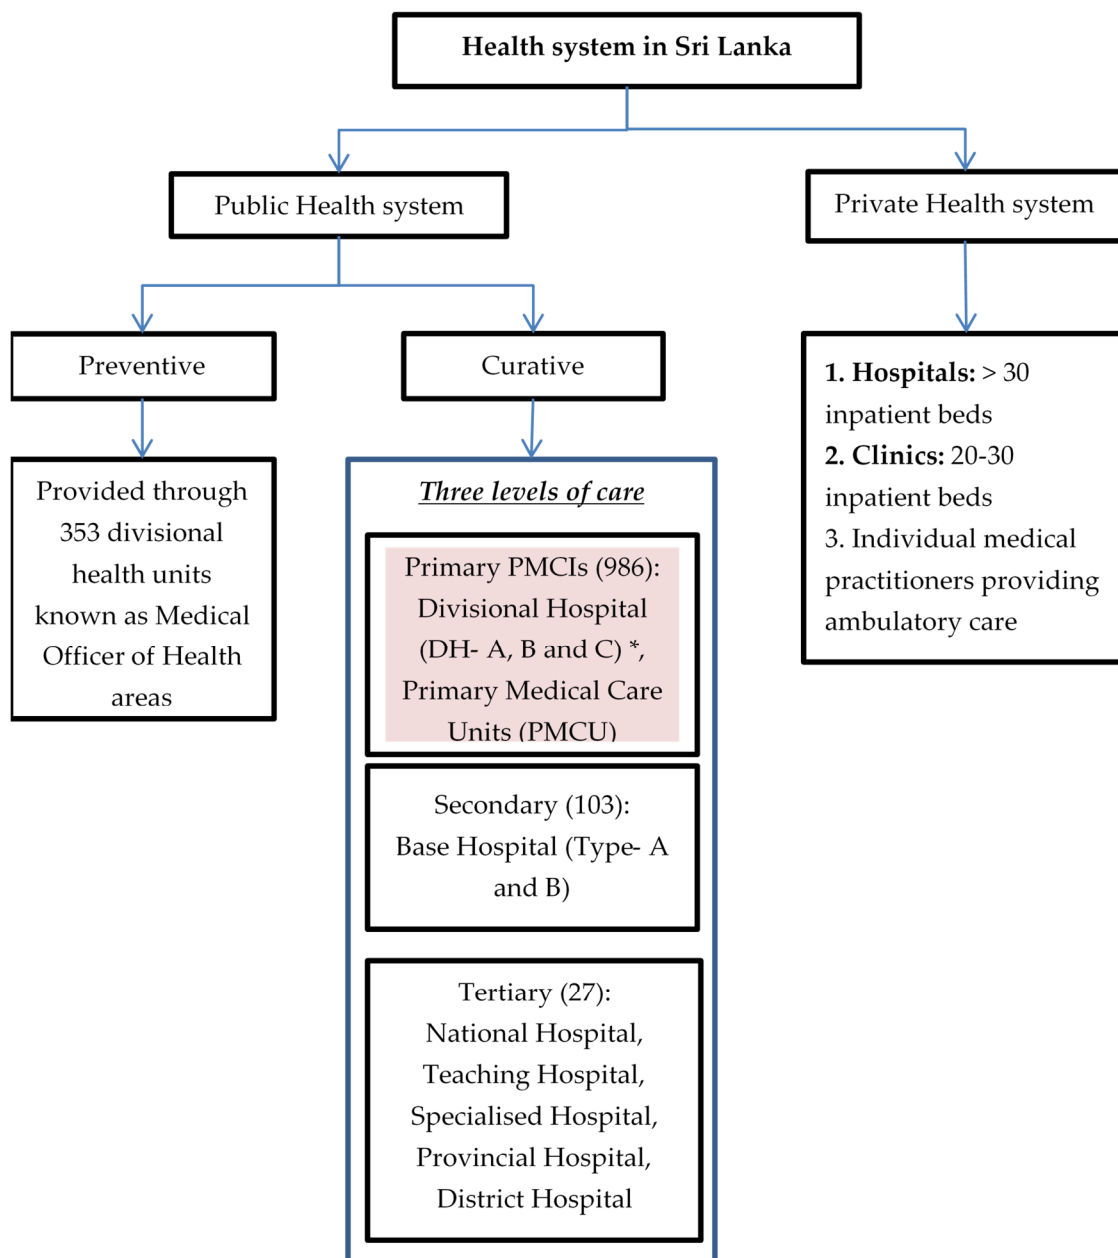 Health system in Sri Lanka
Public Health system
Private Health system
Preventive
Curative
Provided through
353 divisional
health units
known as Medical
Officer of Health
areas
Three levels of care
Primary PMCIs (986):
Divisional Hospital
(DH- A, B and C) *,
Primary Medical Care
Units (PMCU)
Secondary (103):
Base Hospital (Type- A
and B)
Tertiary (27):
National Hospital,
Teaching Hospital,
Specialised Hospital,
Provincial Hospital,
District Hospital
1. Hospitals: > 30
inpatient beds
2. Clinics: 20-30
inpatient beds
3. Individual medical
practitioners providing
ambulatory care